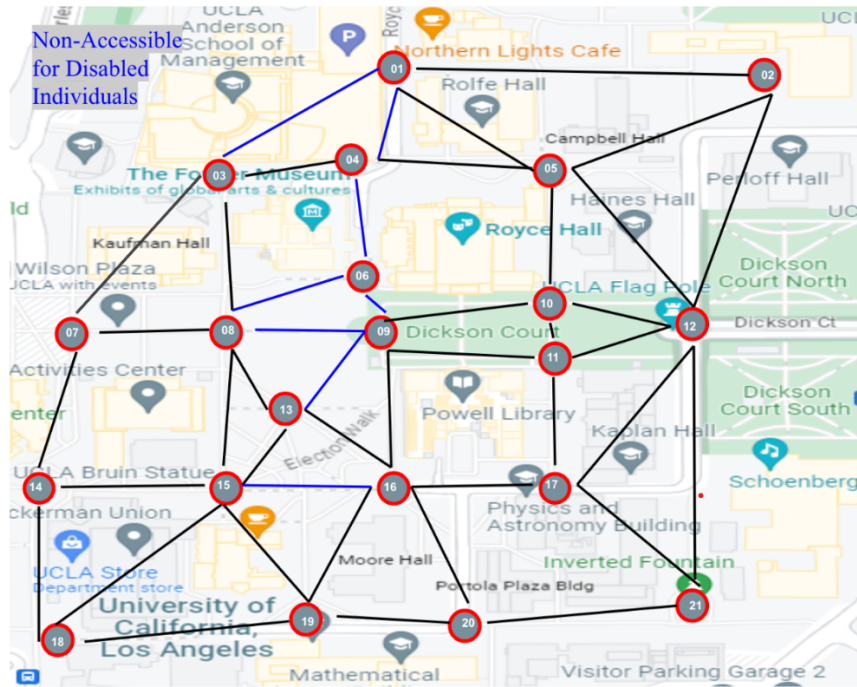 UCLA
UCL
Non-Accessible
for Disabled
Individuals
Anderson
School of
Management
P
Northern Lights Cafe
01
02
Rolfe Hall
Campbell Hall
04
05
03
Perloff Hall
Exhibits of global arts & cultures
Haines Hall
UC
Royce Hall
Kaufman Hall
Wilson Plaza
UCLA with events
06
UCLA Flag Pole
Dickson
Court North
10
07
08
09
Dickson Court
12
Dickson Ct
11
Activities Center
Powell Library
Dickson
Court South
13
Election Walk
Kaplan Hall
enter
UCLA Bruin Statue
14
15
16
17
Schoenberg
Physics and
Astronomy Building
ckerman Union
Moore Hall
Inverted Fountain
UCLA Store
Department store
Portola Plaza Bldg
University of
California,
Los Angeles
19
20
21
18
Mathematical
Visitor Parking Garage 2